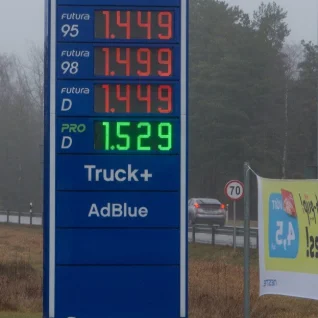 Futura
95 1.449
Futura
98 1.499
Futura
D 1.449
PRO
D 1.529
Truck+
AdBlue
70
4,5